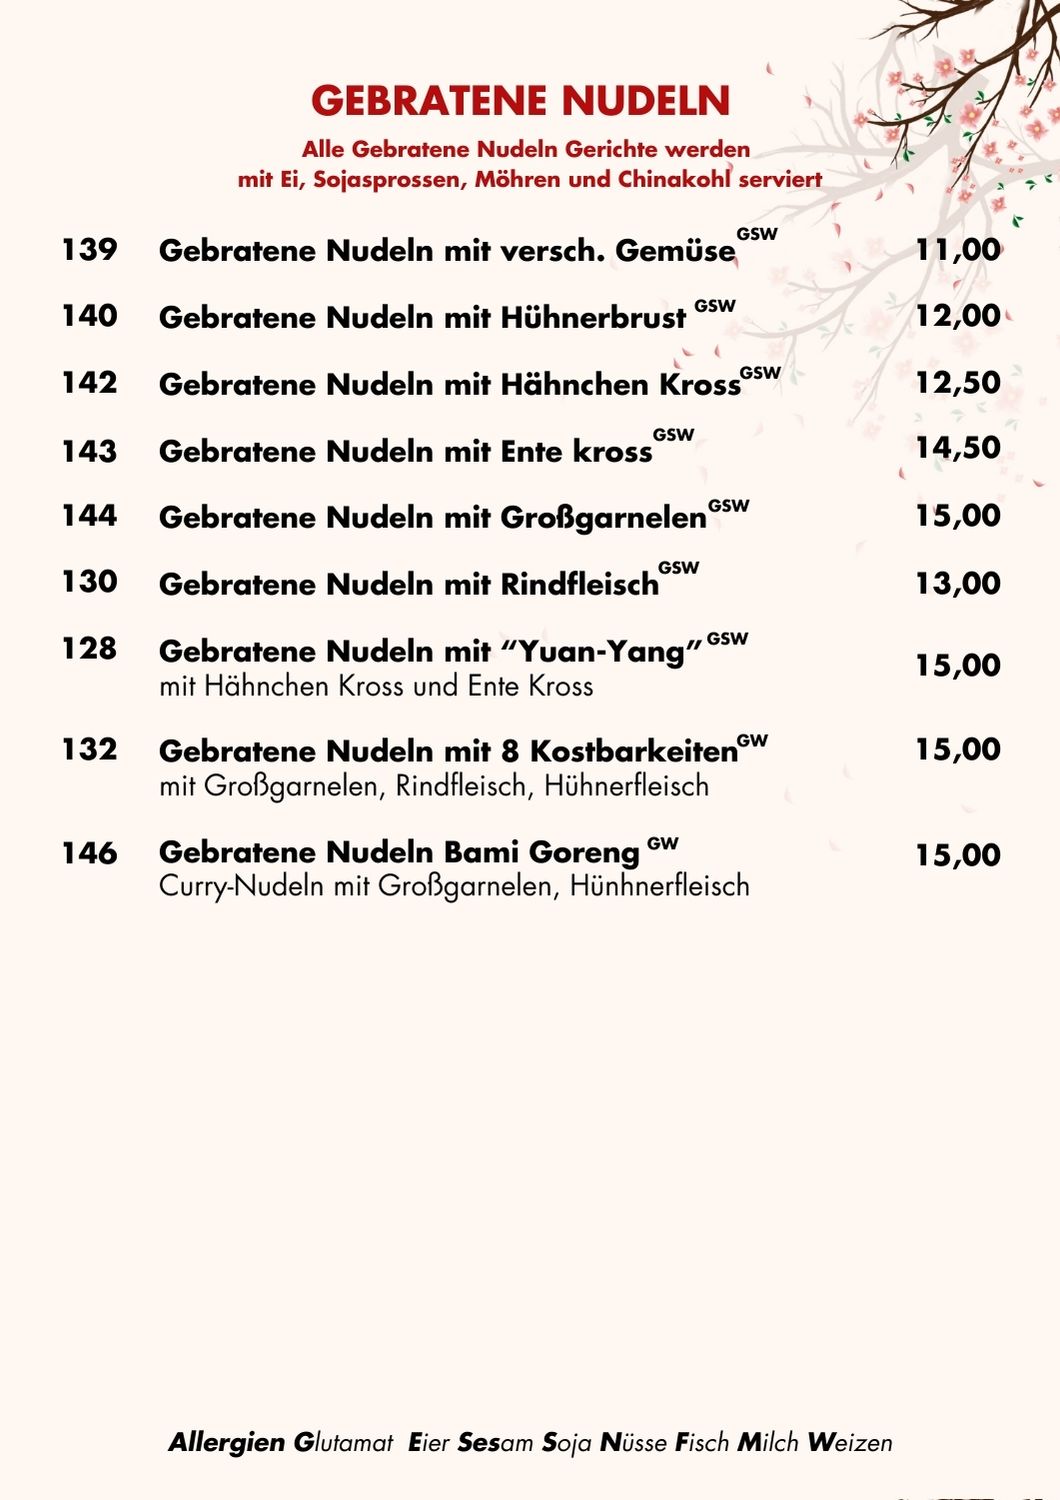 GEBRATENE NUDELN
Alle Gebratene Nudeln Gerichte werden
mit Ei, Sojasprossen, Möhren und Chinakohl serviert
139 Gebratene Nudeln mit versch. Gemüse GSW 11,00
140 Gebratene Nudeln mit Hühnerbrust GSW 12,00
142 Gebratene Nudeln mit Hähnchen Kross GSW 12,50
143 Gebratene Nudeln mit Ente kross GSW 14,50
144 Gebratene Nudeln mit Großgarnelen GSW 15,00
130 Gebratene Nudeln mit Rindfleisch GSW 13,00
128 Gebratene Nudeln mit “Yuan-Yang” GSW 15,00
mit Hähnchen Kross und Ente Kross
132 Gebratene Nudeln mit 8 Kostbarkeiten GW 15,00
mit Großgarnelen, Rindfleisch, Hühnerfleisch
146 Gebratene Nudeln Bami Goreng GW 15,00
Curry-Nudeln mit Großgarnelen, Hünhnerfleisch
Allergien Glutamat Eier Sesam Soja Nüsse Fisch Milch Weizen